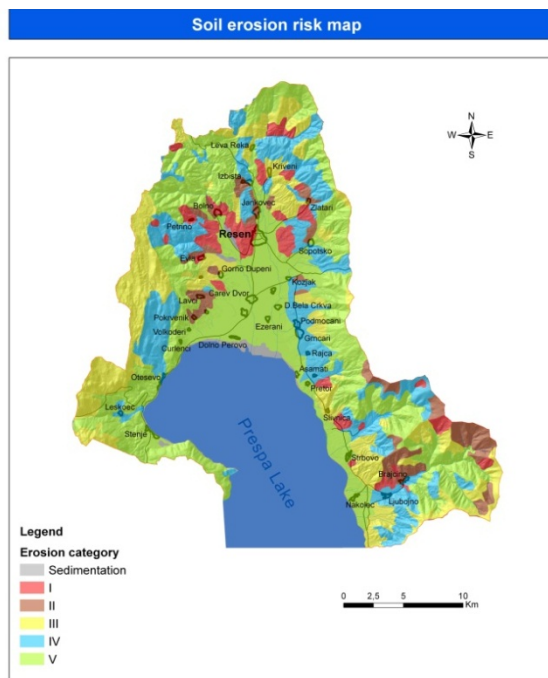 Soil erosion risk map
N
W E
S
Leva Reka
Kriveni
Izbista
Jankovec
Bolno
Zlatari
Petrino
Resen
Sopotsko
Evla
Gorno Dupeni
Kozjak
Carev Dvor
Lavci
D.Bela Crkva
Pokrvenik
Ezerani
Podmocani
Volkoderi
Grncari
Dolno Perovo
Curlenci
Rajca
Asamati
Otesevo
Pretor
Leskoec
Slivnica
Stenje
Prespa Lake
Strbovo
Brajcino
Nakolec
Ljubojno
Legend
Erosion category
Sedimentation
I
II
III
IV
V
0 2,5 5 10
Km